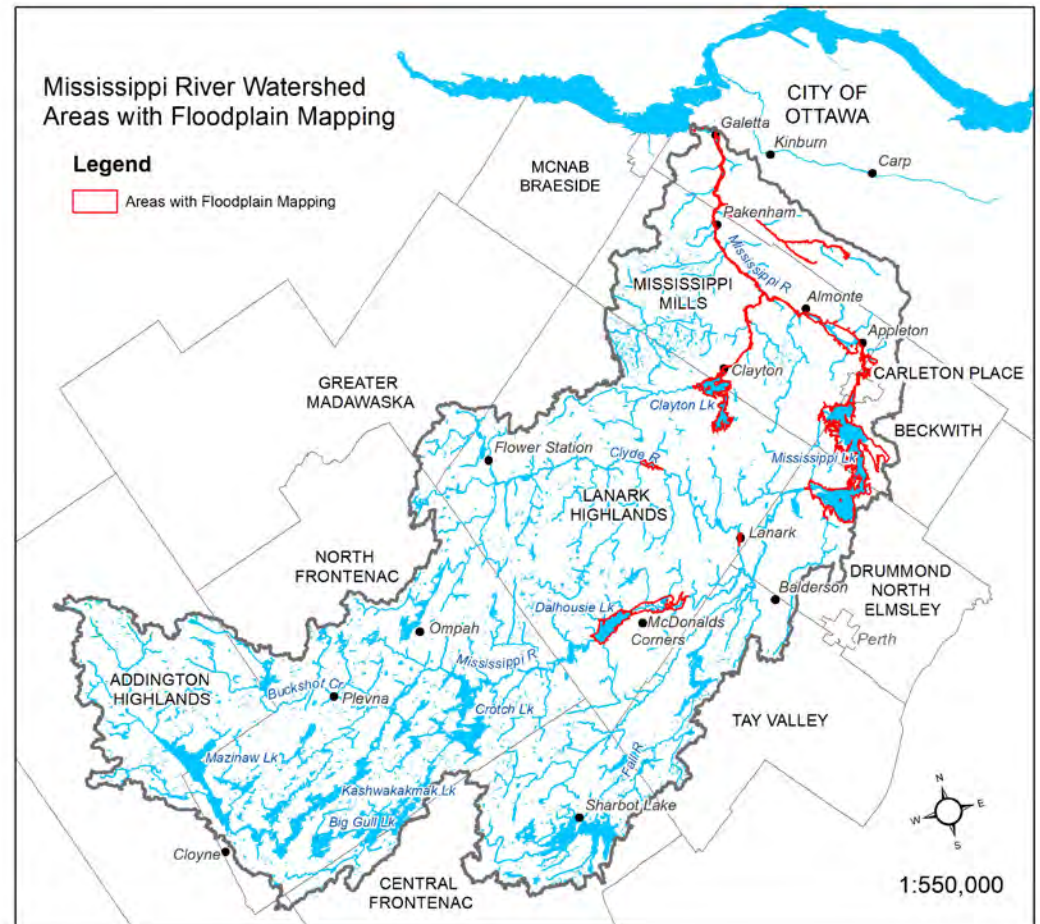 Mississippi River Watershed
Areas with Floodplain Mapping
Legend
Areas with Floodplain Mapping
CITY OF
OTTAWA
Galetta
Kinburn
Carp
MCNAB
BRAESIDE
Pakenham
Mississippi R
MISSISSIPPI
MILLS
Almonte
Appleton
Clayton
CARLETON PLACE
GREATER
MADAWASKA
Clayton Lk
BECKWITH
Flower Station
Clyde R
Mississippi Lk
LANARK
HIGHLANDS
Lanark
NORTH
FRONTENAC
DRUMMOND
NORTH
ELMSLEY
Balderson
Dalhousie Lk
McDonalds
Corners
Perth
Ompah
Mississippi R
ADDINGTON
HIGHLANDS
Buckshot Cr
Plevna
Crotch Lk
TAY VALLEY
Mazinaw Lk
Fall R
Kashwakakmak Lk
Big Gull Lk
Sharbot Lake
Cloyne
CENTRAL
FRONTENAC
N
W
E
S
1:550,000